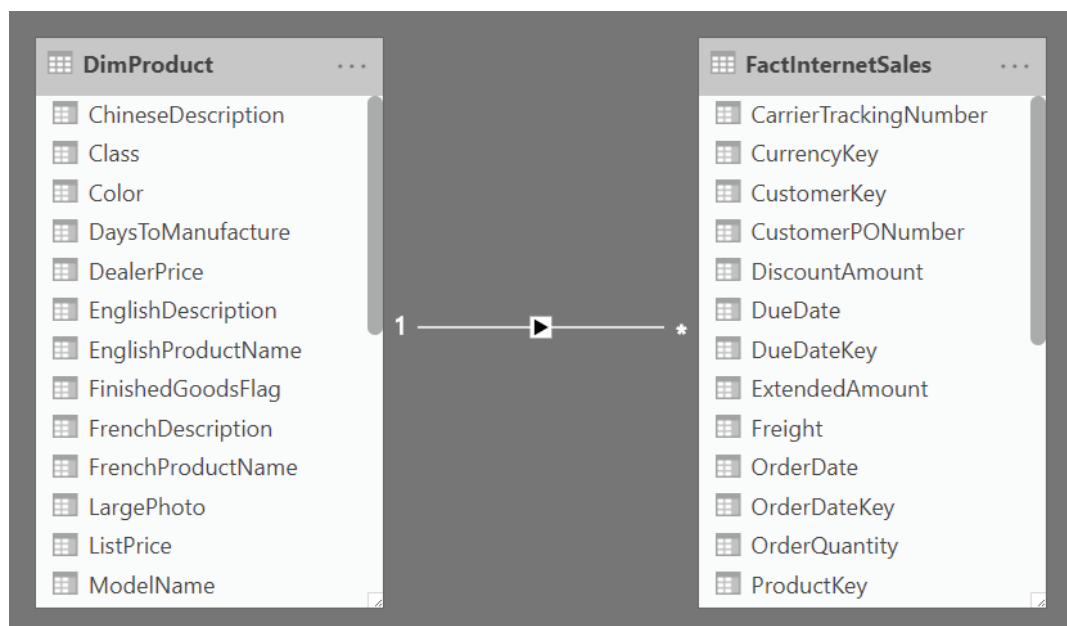 DimProduct ...
ChineseDescription
Class
Color
DaysToManufacture
DealerPrice
EnglishDescription
EnglishProductName
FinishedGoodsFlag
FrenchDescription
FrenchProductName
LargePhoto
ListPrice
ModelName
1 *
FactInternetSales ...
CarrierTrackingNumber
CurrencyKey
CustomerKey
CustomerPONumber
DiscountAmount
DueDate
DueDateKey
ExtendedAmount
Freight
OrderDate
OrderDateKey
OrderQuantity
ProductKey